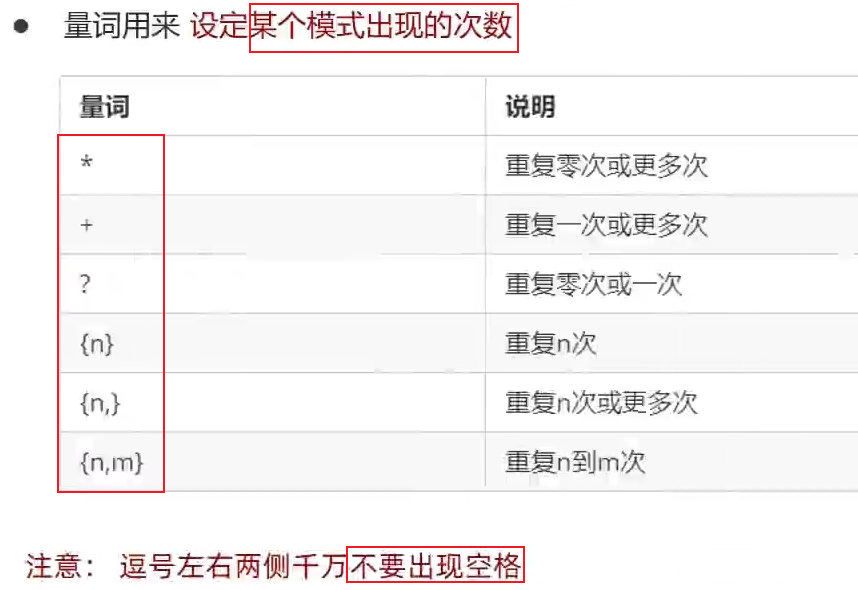 ● 量词用来 设定某个模式出现的次数
量词 说明
* 重复零次或更多次
+ 重复一次或更多次
? 重复零次或一次
{n} 重复n次
{n,} 重复n次或更多次
{n,m} 重复n到m次
注意： 逗号左右两侧千万不要出现空格